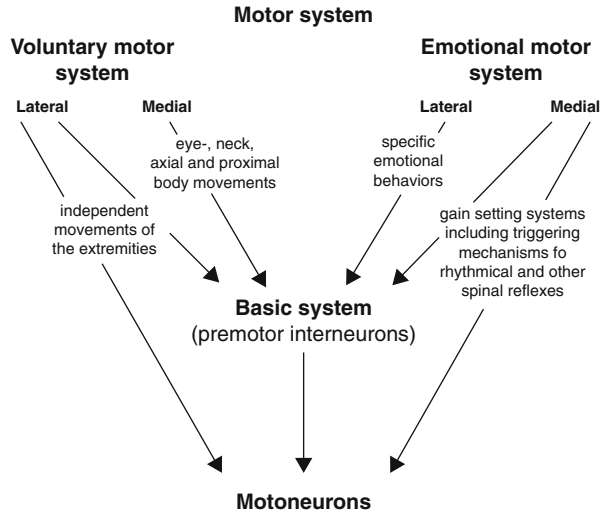 Motor system
Voluntary motor
system
Emotional motor
system
Lateral
Medial
Lateral
Medial
eye-, neck,
axial and proximal
body movements
specific
emotional
behaviors
independent
movements of
the extremities
gain setting systems
including triggering
mechanisms fo
rhythmical and other
spinal reflexes
Basic system
(premotor interneurons)
Motoneurons